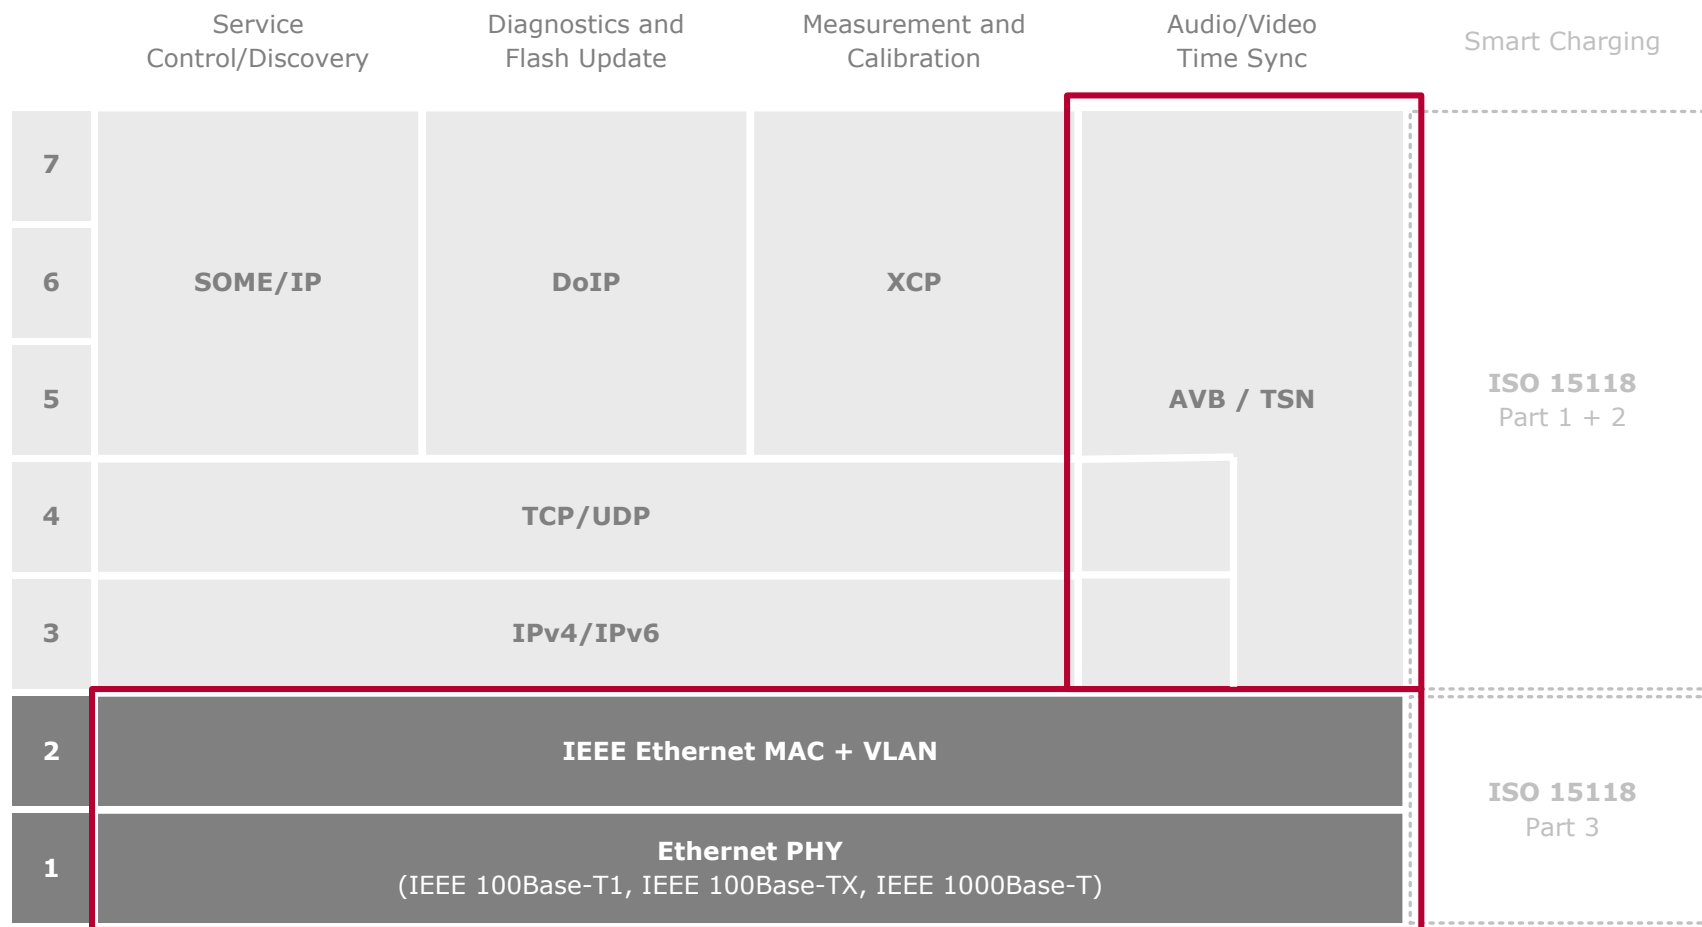 Service
Control/Discovery
Diagnostics and
Flash Update
Measurement and
Calibration
Audio/Video
Time Sync
Smart Charging
7
6
SOME/IP
DoIP
XCP
5
AVB / TSN
ISO 15118
Part 1 + 2
4
TCP/UDP
3
IPv4/IPv6
2
IEEE Ethernet MAC + VLAN
ISO 15118
Part 3
1
Ethernet PHY
(IEEE 100Base-T1, IEEE 100Base-TX, IEEE 1000Base-T)